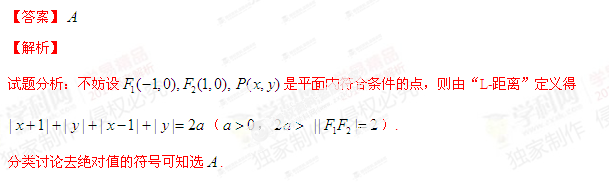 【答案】A
【解析】
试题分析：不妨设 F₁(−1,0), F₂(1,0), P(x, y) 是平面内符合条件的点，则由“L-距离”定义得
| x+1|+| y|+| x−1|+| y|=2a（a>0，2a> ||F₁F₂|=2）.
分类讨论去绝对值的符号可知选 A.